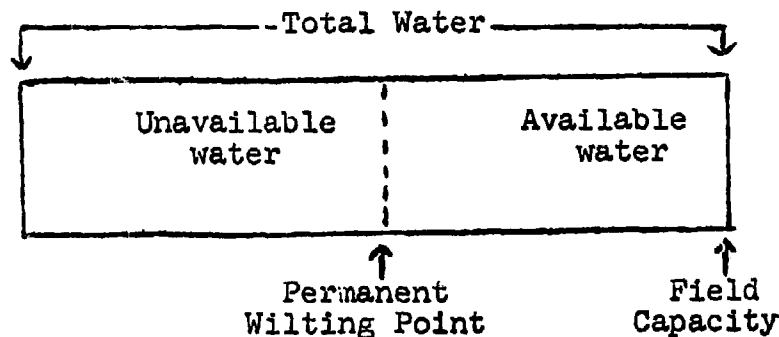 Total Water
Unavailable
water
Available
water
Permanent
Wilting Point
Field
Capacity